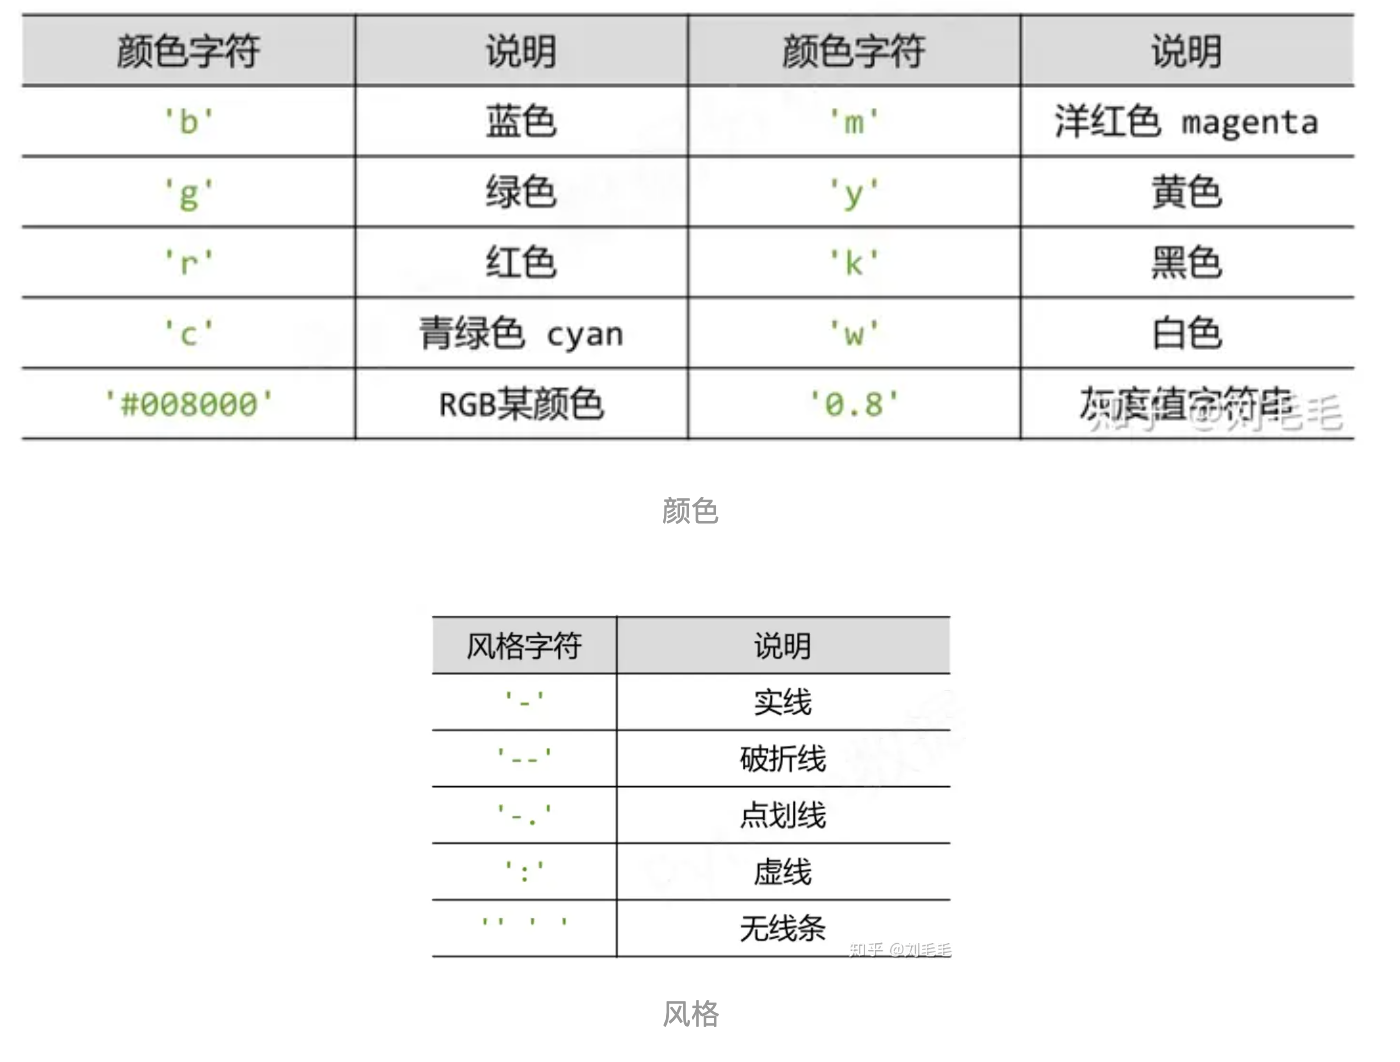 颜色字符 说明 颜色字符 说明
'b' 蓝色 'm' 洋红色 magenta
'g' 绿色 'y' 黄色
'r' 红色 'k' 黑色
'c' 青绿色 cyan 'w' 白色
'#008000' RGB某颜色 '0.8' 灰度值字符串
知乎 @刘毛毛
颜色
风格字符 说明
'-' 实线
'--' 破折线
'-.' 点划线
':' 虚线
'' ' ' 无线条
知乎 @刘毛毛
风格